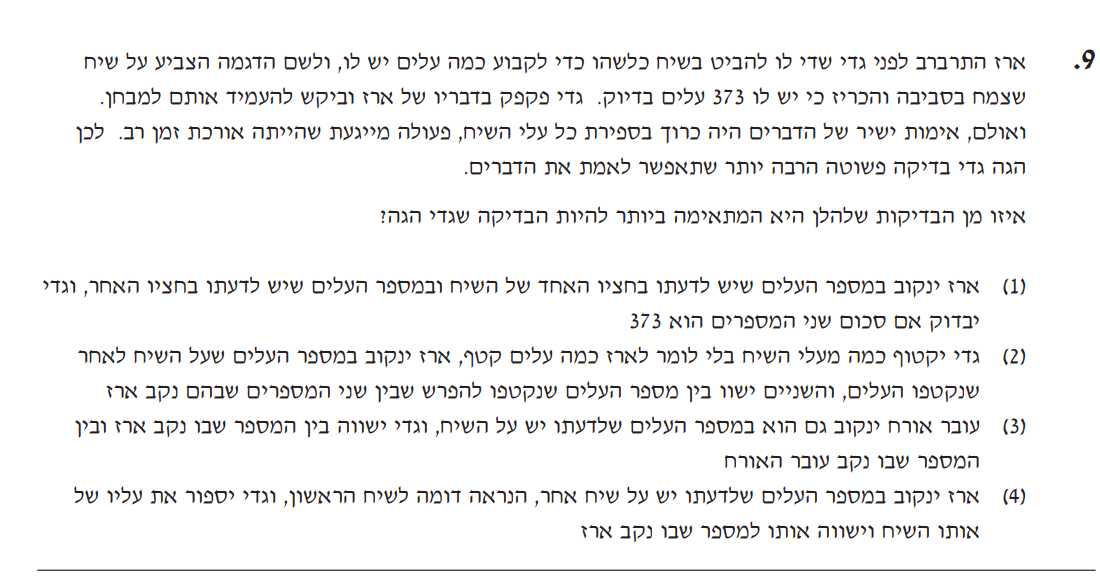 9. ארז התרברב לפני גדי שדי לו להביט בשיח כלשהו כדי לקבוע כמה עלים יש לו, ולשם הדגמה הצביע על שיח
שצמח בסביבה והכריז כי יש לו 373 עלים בדיוק. גדי פקפק בדבריו של ארז וביקש להעמיד אותם למבחן.
ואולם, אימות ישיר של הדברים היה כרוך בספירת כל עלי השיח, פעולה מייגעת שהייתה אורכת זמן רב. לכן
הגה גדי בדיקה פשוטה הרבה יותר שתאפשר לאמת את הדברים.
איזו מן הבדיקות שלהלן היא המתאימה ביותר להיות הבדיקה שגדי הגה?
(1) ארז ינקוב במספר העלים שיש לדעתו בחציו האחד של השיח ובמספר העלים שיש לדעתו בחציו האחר, וגדי
יבדוק אם סכום שני המספרים הוא 373
(2) גדי יקטוף כמה מעלי השיח בלי לומר לארז כמה עלים קטף, ארז ינקוב במספר העלים שעל השיח לאחר
שנקטפו העלים, והשניים ישוו בין מספר העלים שנקטפו להפרש שבין שני המספרים שבהם נקב ארז
(3) עובר אורח ינקוב גם הוא במספר העלים שלדעתו יש על השיח, וגדי ישווה בין המספר שבו נקב ארז ובין
המספר שבו נקב עובר האורח
(4) ארז ינקוב במספר העלים שלדעתו יש על שיח אחר, הנראה דומה לשיח הראשון, וגדי יספור את עליו של
אותו השיח וישווה אותו למספר שבו נקב ארז